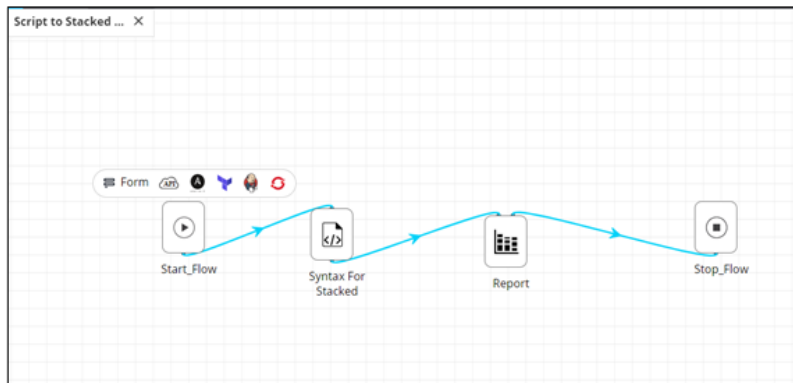 Script to Stacked ...
Form
API
A
Start_Flow
</>
Syntax For
Stacked
Report
Stop_Flow